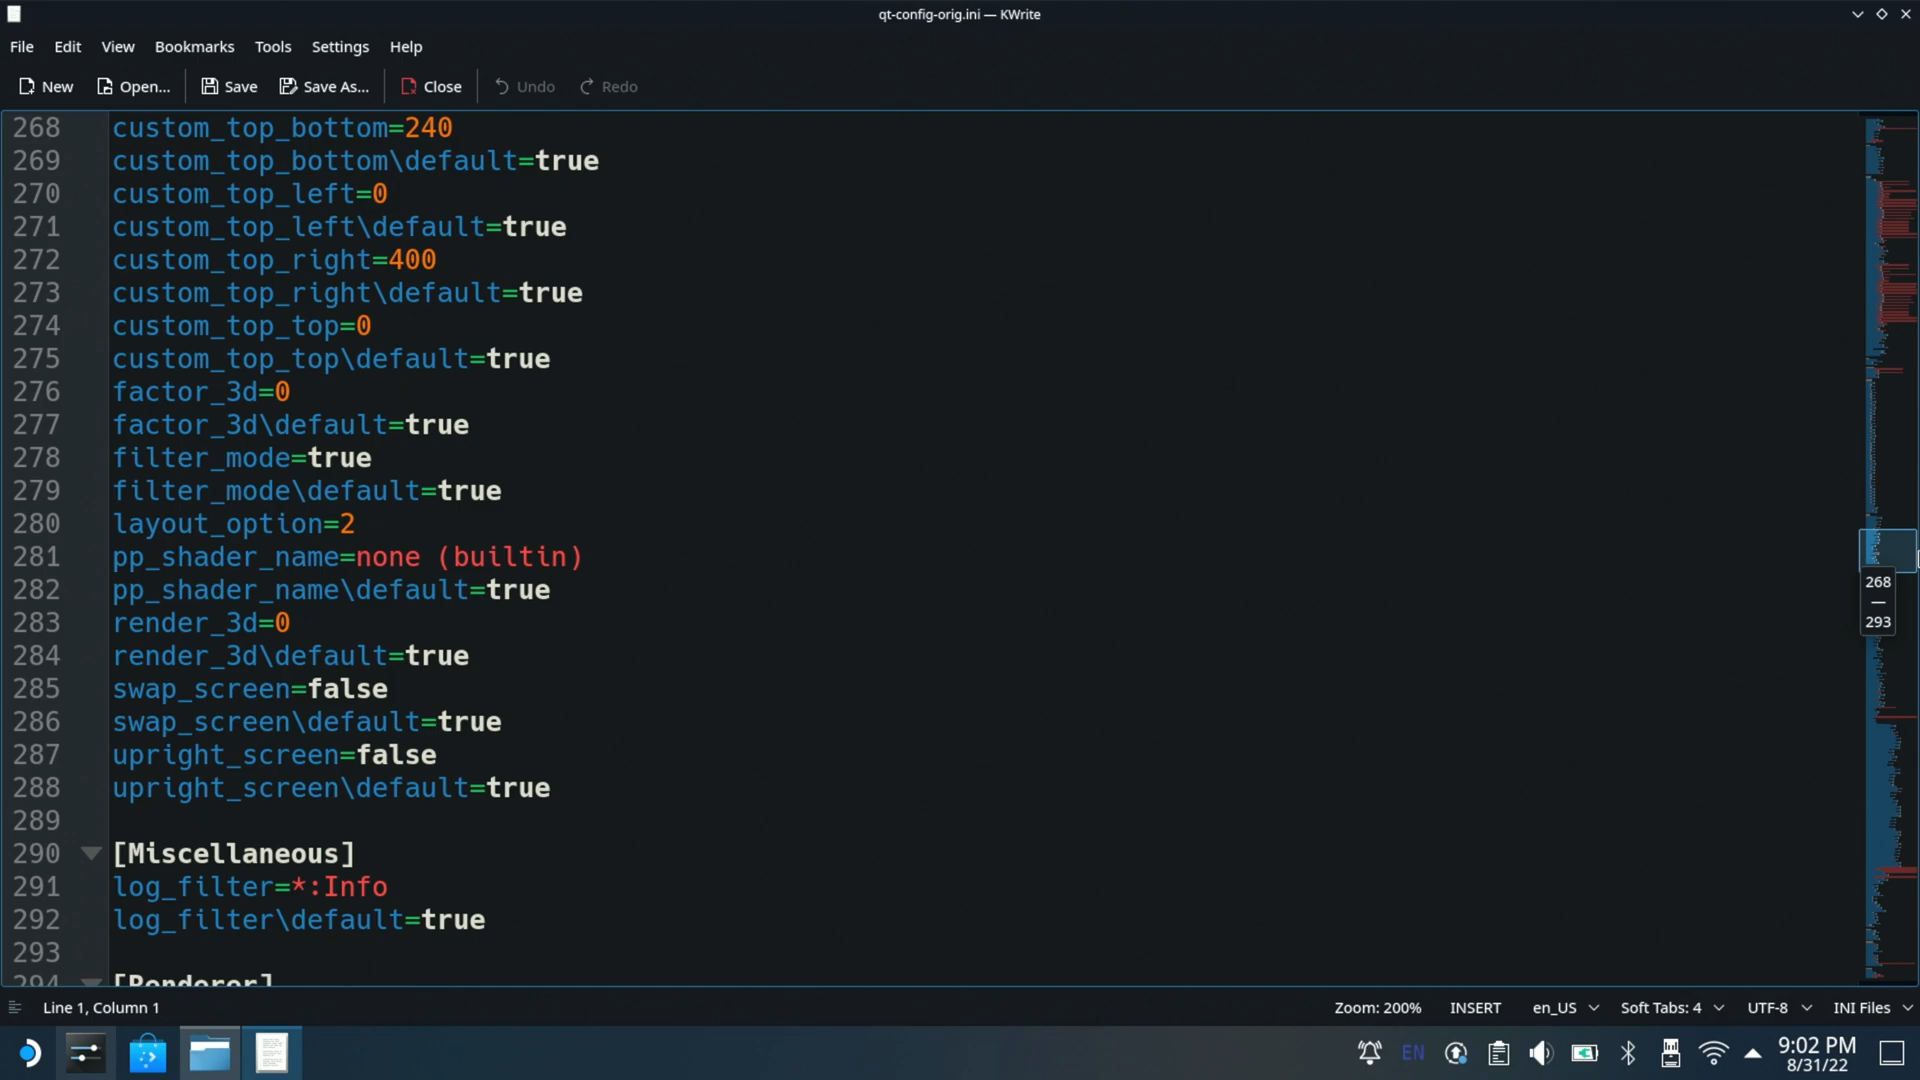 qt-config-orig.ini — KWrite
File Edit View Bookmarks Tools Settings Help
New Open... Save Save As... Close Undo Redo
268 custom_top_bottom=240
269 custom_top_bottom\default=true
270 custom_top_left=0
271 custom_top_left\default=true
272 custom_top_right=400
273 custom_top_right\default=true
274 custom_top_top=0
275 custom_top_top\default=true
276 factor_3d=0
277 factor_3d\default=true
278 filter_mode=true
279 filter_mode\default=true
280 layout_option=2
281 pp_shader_name=none (builtin)
282 pp_shader_name\default=true
283 render_3d=0
284 render_3d\default=true
285 swap_screen=false
286 swap_screen\default=true
287 upright_screen=false
288 upright_screen\default=true
289
290 [Miscellaneous]
291 log_filter=*:Info
292 log_filter\default=true
293
294 [Renderer]
268
—
293
Line 1, Column 1 Zoom: 200% INSERT en_US Soft Tabs: 4 UTF-8 INI Files
EN 9:02 PM
8/31/22